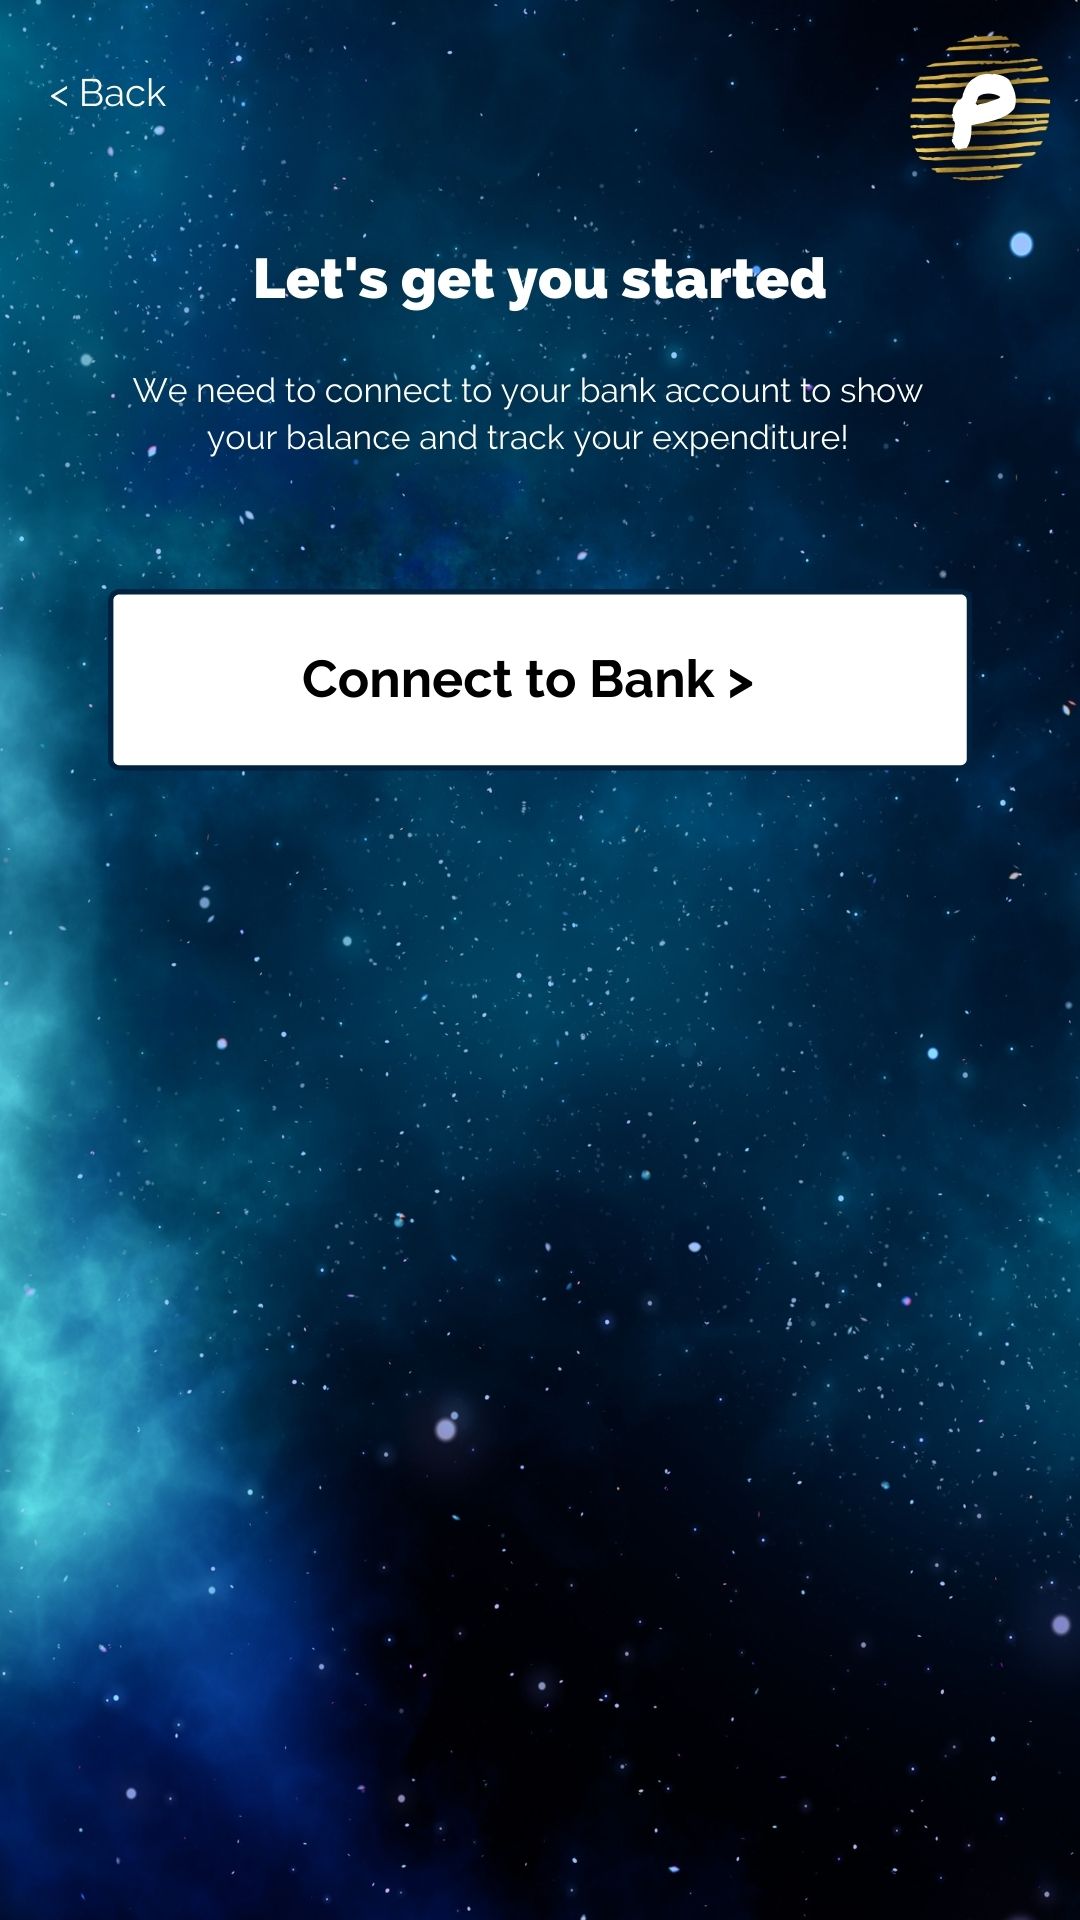 < Back
P
Let's get you started
We need to connect to your bank account to show
your balance and track your expenditure!
Connect to Bank >